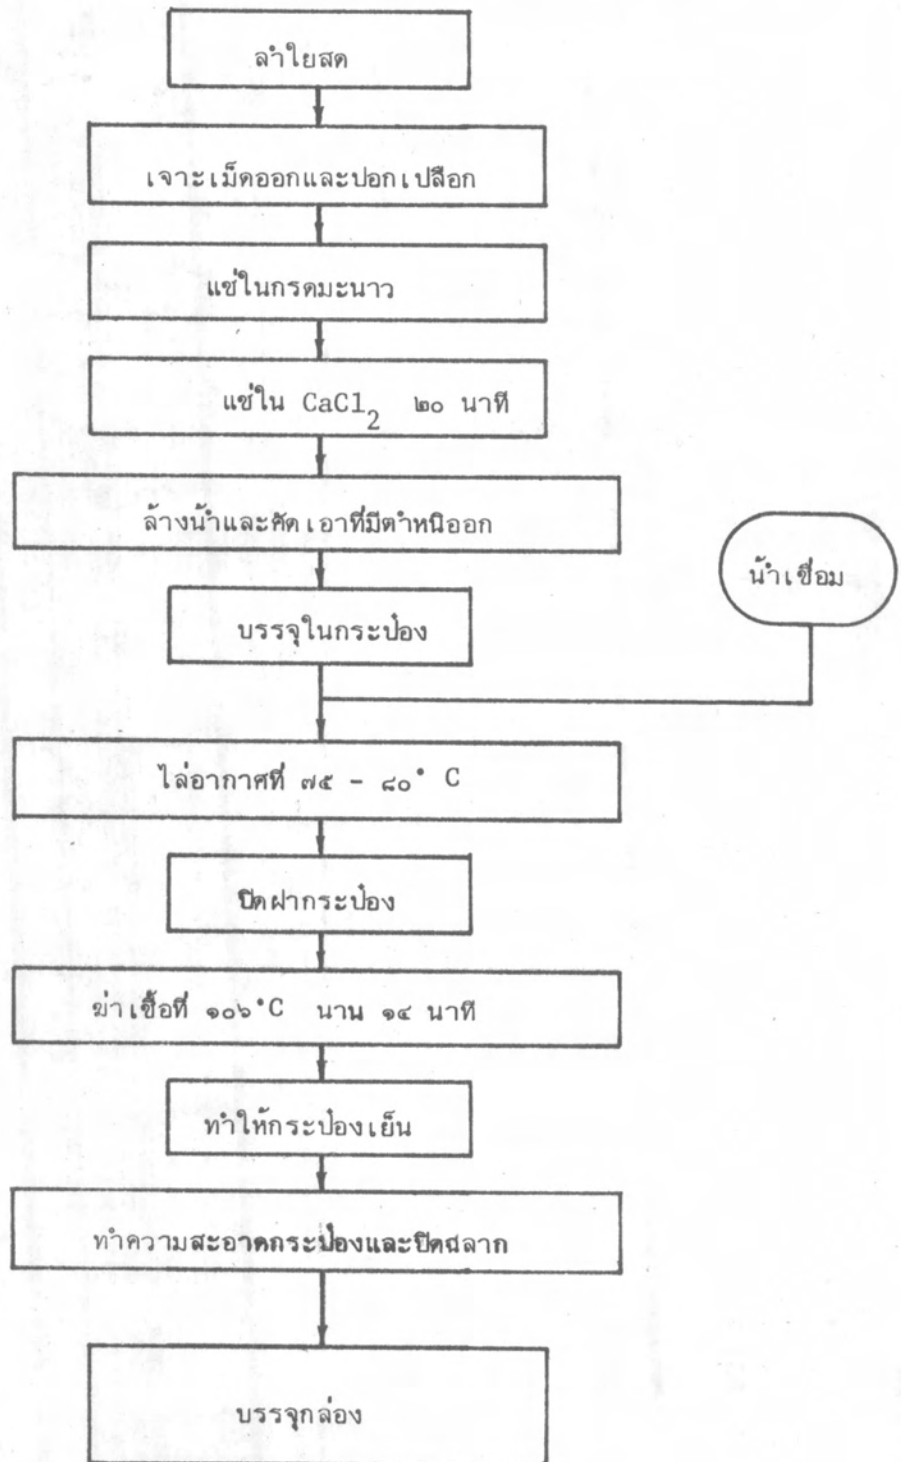 ลำใยสด
เจาะเม็ดออกและปอกเปลือก
แช่ในกรดมะนาว
แช่ใน CaCl₂ ๒๐ นาที
ล้างน้ำและคัดเอาที่มีตำหนิออก
น้ำเชื่อม
บรรจุในกระป๋อง
ไล่อากาศที่ ๗๕ - ๘๐° C
ปิดฝากระป๋อง
ฆ่าเชื้อที่ ๑๐๖°C นาน ๑๔ นาที
ทำให้กระป๋องเย็น
ทำความสะอาดกระป๋องและปิดฉลาก
บรรจุกล่อง